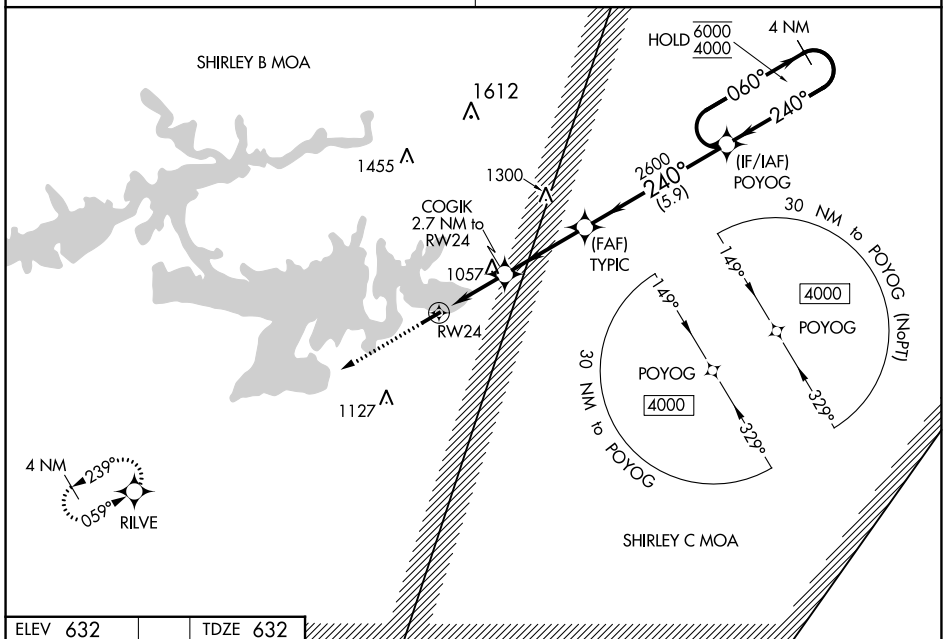 SHIRLEY B MOA
HOLD 6000
4000
4 NM
060°
240°
1612
1455
1300
2600
240°
(5.9)
(IF/IAF)
POYOG
COGIK
2.7 NM to
RW24
1057
(FAF)
TYPIC
RW24
1127
30 NM to POYOG (NoPT)
149°
4000
POYOG
329°
149°
POYOG
4000
329°
30 NM to POYOG
4 NM
239°
059°
RILVE
SHIRLEY C MOA
ELEV 632
TDZE 632